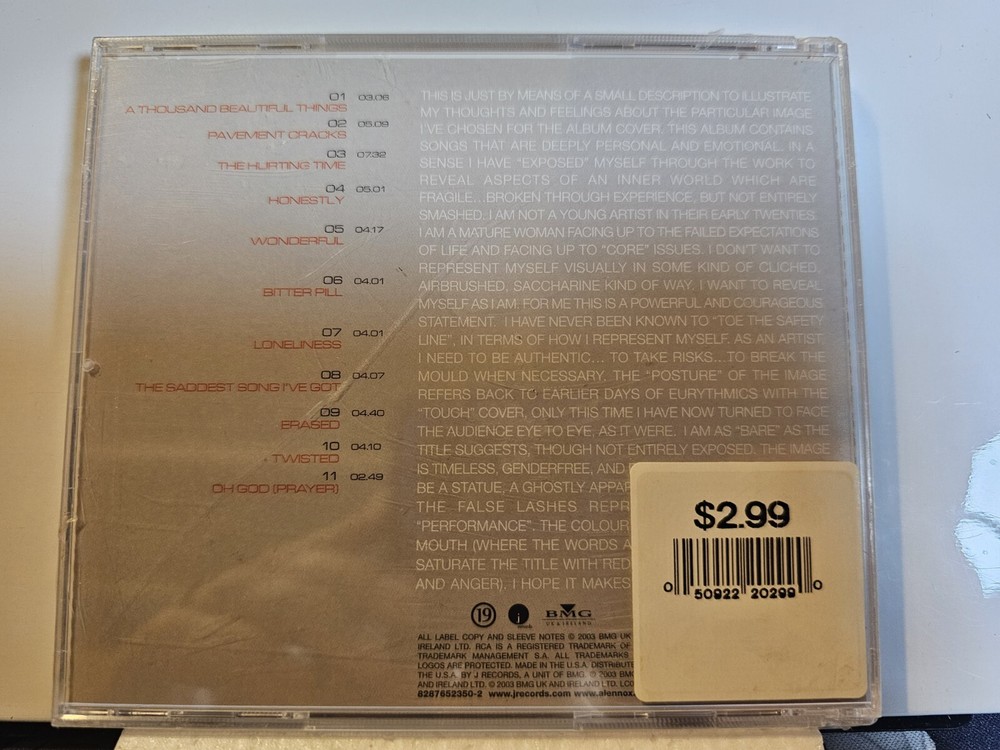 01 03.06
A THOUSAND BEAUTIFUL THINGS
02 05.09
PAVEMENT CRACKS
03 07.32
THE HURTING TIME
04 05.01
HONESTLY
05 04.17
WONDERFUL
06 04.01
BITTER PILL
07 04.01
LONELINESS
08 04.07
THE SADDEST SONG I'VE GOT
09 04.40
ERASED
10 04.10
TWISTED
11 02.49
OH GOD (PRAYER)
THIS IS JUST BY MEANS OF A SMALL DESCRIPTION TO ILLUSTRATE
MY THOUGHTS AND FEELINGS ABOUT THE PARTICULAR IMAGE
I'VE CHOSEN FOR THE ALBUM COVER. THIS ALBUM CONTAINS
SONGS THAT ARE DEEPLY PERSONAL AND EMOTIONAL. IN A
SENSE I HAVE "EXPOSED" MYSELF THROUGH THE WORK TO
REVEAL ASPECTS OF AN INNER WORLD WHICH ARE
FRAGILE...BROKEN THROUGH EXPERIENCE, BUT NOT ENTIRELY
SMASHED. I AM NOT A YOUNG ARTIST IN THEIR EARLY TWENTIES.
I AM A MATURE WOMAN FACING UP TO THE FAILED EXPECTATIONS
OF LIFE AND FACING UP TO "CORE" ISSUES. I DON'T WANT TO
REPRESENT MYSELF VISUALLY IN SOME KIND OF CLICHED,
AIRBRUSHED, SACCHARINE KIND OF WAY. I WANT TO REVEAL
MYSELF AS I AM. FOR ME THIS IS A POWERFUL AND COURAGEOUS
STATEMENT. I HAVE NEVER BEEN KNOWN TO "TOE THE SAFETY
LINE", IN TERMS OF HOW I REPRESENT MYSELF. AS AN ARTIST,
I NEED TO BE AUTHENTIC... TO TAKE RISKS...TO BREAK THE
MOULD WHEN NECESSARY. THE "POSTURE" OF THE IMAGE
REFERS BACK TO EARLIER DAYS OF EURYTHMICS WITH THE
"TOUCH" COVER, ONLY THIS TIME I HAVE NOW TURNED TO FACE
THE AUDIENCE EYE TO EYE, AS IT WERE. I AM AS "BARE" AS THE
TITLE SUGGESTS, THOUGH NOT ENTIRELY EXPOSED. THE IMAGE
IS TIMELESS, GENDERFREE, AND
BE A STATUE, A GHOSTLY APPAR
THE FALSE LASHES REPR
"PERFORMANCE". THE COLOUR
MOUTH (WHERE THE WORDS A
SATURATE THE TITLE WITH RED
AND ANGER). I HOPE IT MAKES
19 BMG
UK & IRELAND
ALL LABEL COPY AND SLEEVE NOTES © 2003 BMG UK
IRELAND LTD. RCA IS A REGISTERED TRADEMARK OF
TRADEMARK MANAGEMENT S.A. ALL TRADEMARKS
LOGOS ARE PROTECTED. MADE IN THE U.S.A. DISTRIBUTE
THE U.S.A. BY J RECORDS, A UNIT OF BMG. ℗ 2003 BMG
AND IRELAND LTD. © 2003 BMG UK AND IRELAND LTD. LC0
8287652350-2 www.jrecords.com www.alennox.
$2.99
0 50922 20299 0